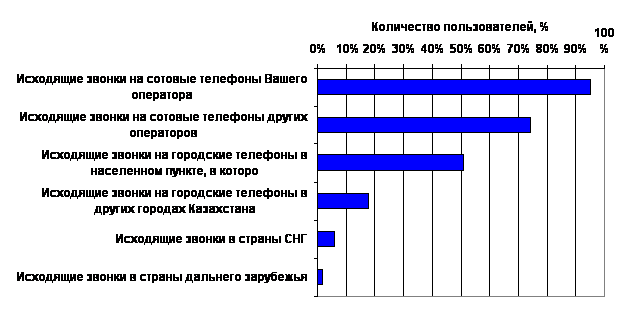 Количество пользователей, %
0% 10% 20% 30% 40% 50% 60% 70% 80% 90% 100
%
Исходящие звонки на сотовые телефоны Вашего
оператора
Исходящие звонки на сотовые телефоны других
операторов
Исходящие звонки на городские телефоны в
населенном пункте, в которо
Исходящие звонки на городские телефоны в
других городах Казахстана
Исходящие звонки в страны СНГ
Исходящие звонки в страны дальнего зарубежья